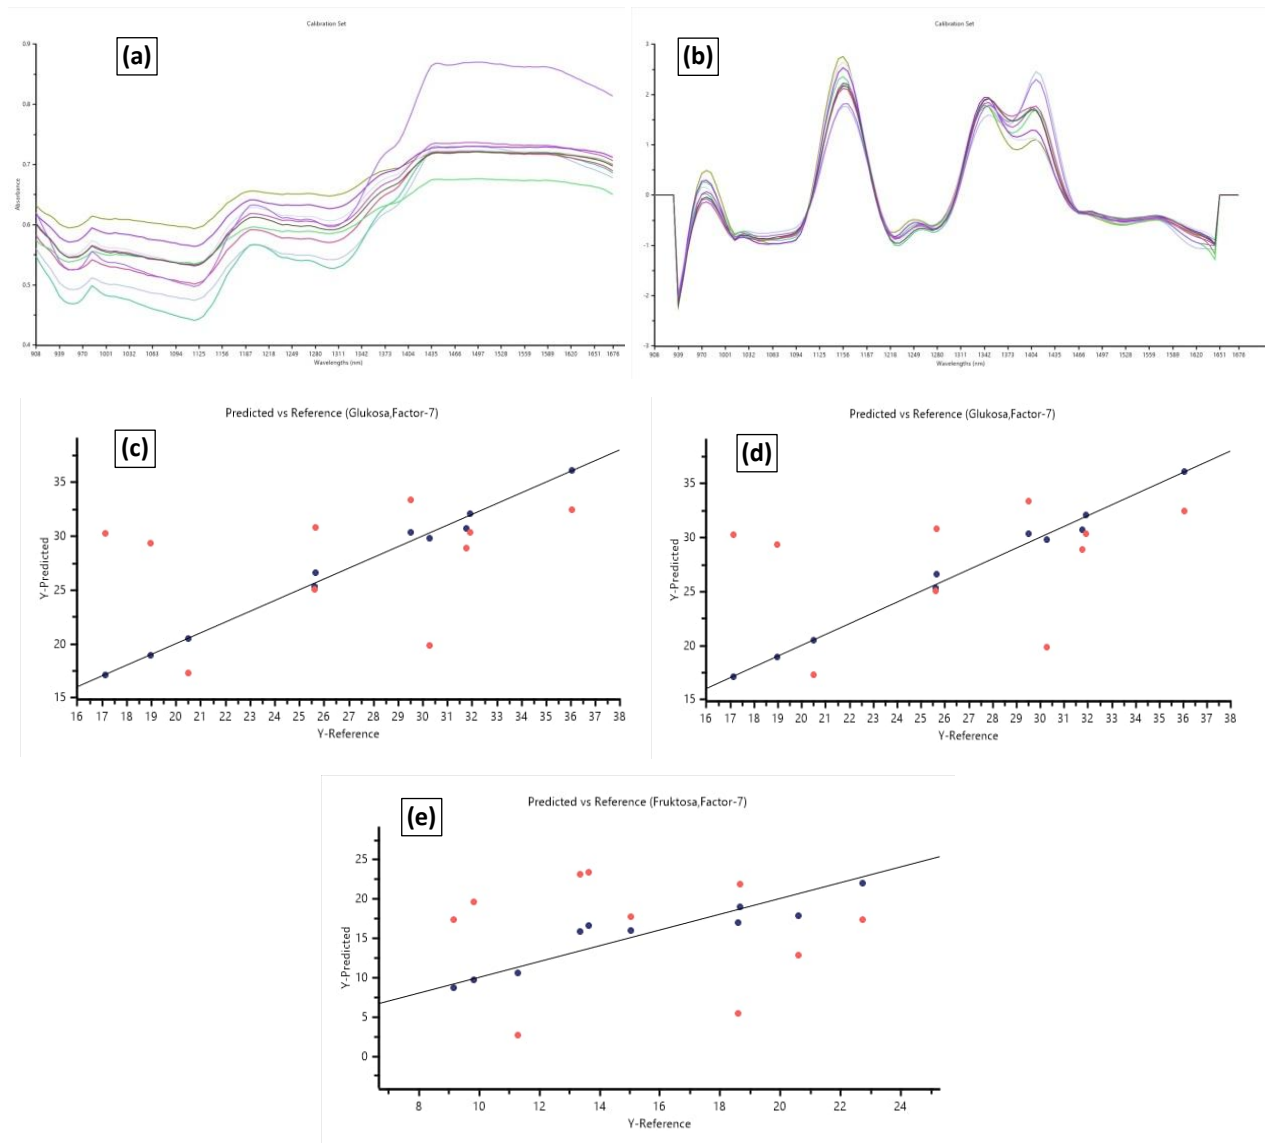 Calibration Set
(a)
0.9
0.8
0.7
0.6
0.5
0.4
Absorbance
908 939 970 1001 1032 1063 1094 1125 1156 1187 1218 1249 1280 1311 1342 1373 1404 1435 1466 1497 1528 1559 1589 1620 1651 1676
Wavelengths (nm)
Calibration Set
(b)
3
2
1
0
-1
-2
-3
908 939 970 1001 1032 1063 1094 1125 1156 1187 1218 1249 1280 1311 1342 1373 1404 1435 1466 1497 1528 1559 1589 1620 1651 1676
Wavelengths (nm)
Predicted vs Reference (Glukosa,Factor-7)
(c)
35
30
25
20
15
Y-Predicted
16 17 18 19 20 21 22 23 24 25 26 27 28 29 30 31 32 33 34 35 36 37 38
Y-Reference
Predicted vs Reference (Glukosa,Factor-7)
(d)
35
30
25
20
15
Y-Predicted
16 17 18 19 20 21 22 23 24 25 26 27 28 29 30 31 32 33 34 35 36 37 38
Y-Reference
Predicted vs Reference (Fruktosa,Factor-7)
(e)
25
20
15
10
5
0
Y-Predicted
8 10 12 14 16 18 20 22 24
Y-Reference